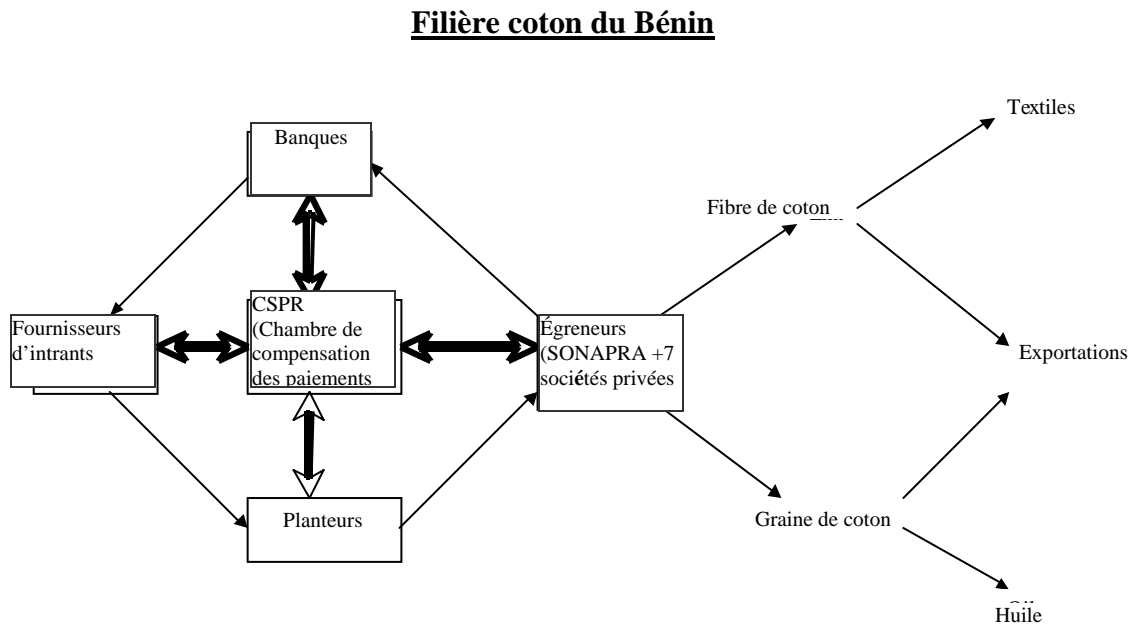 Filière coton du Bénin
Textiles
Banques
Fibre de coton
CSPR
(Chambre de
compensation
des paiements
Fournisseurs
d’intrants
Égreneurs
(SONAPRA +7
sociétés privées
Exportations
Planteurs
Graine de coton
Huile